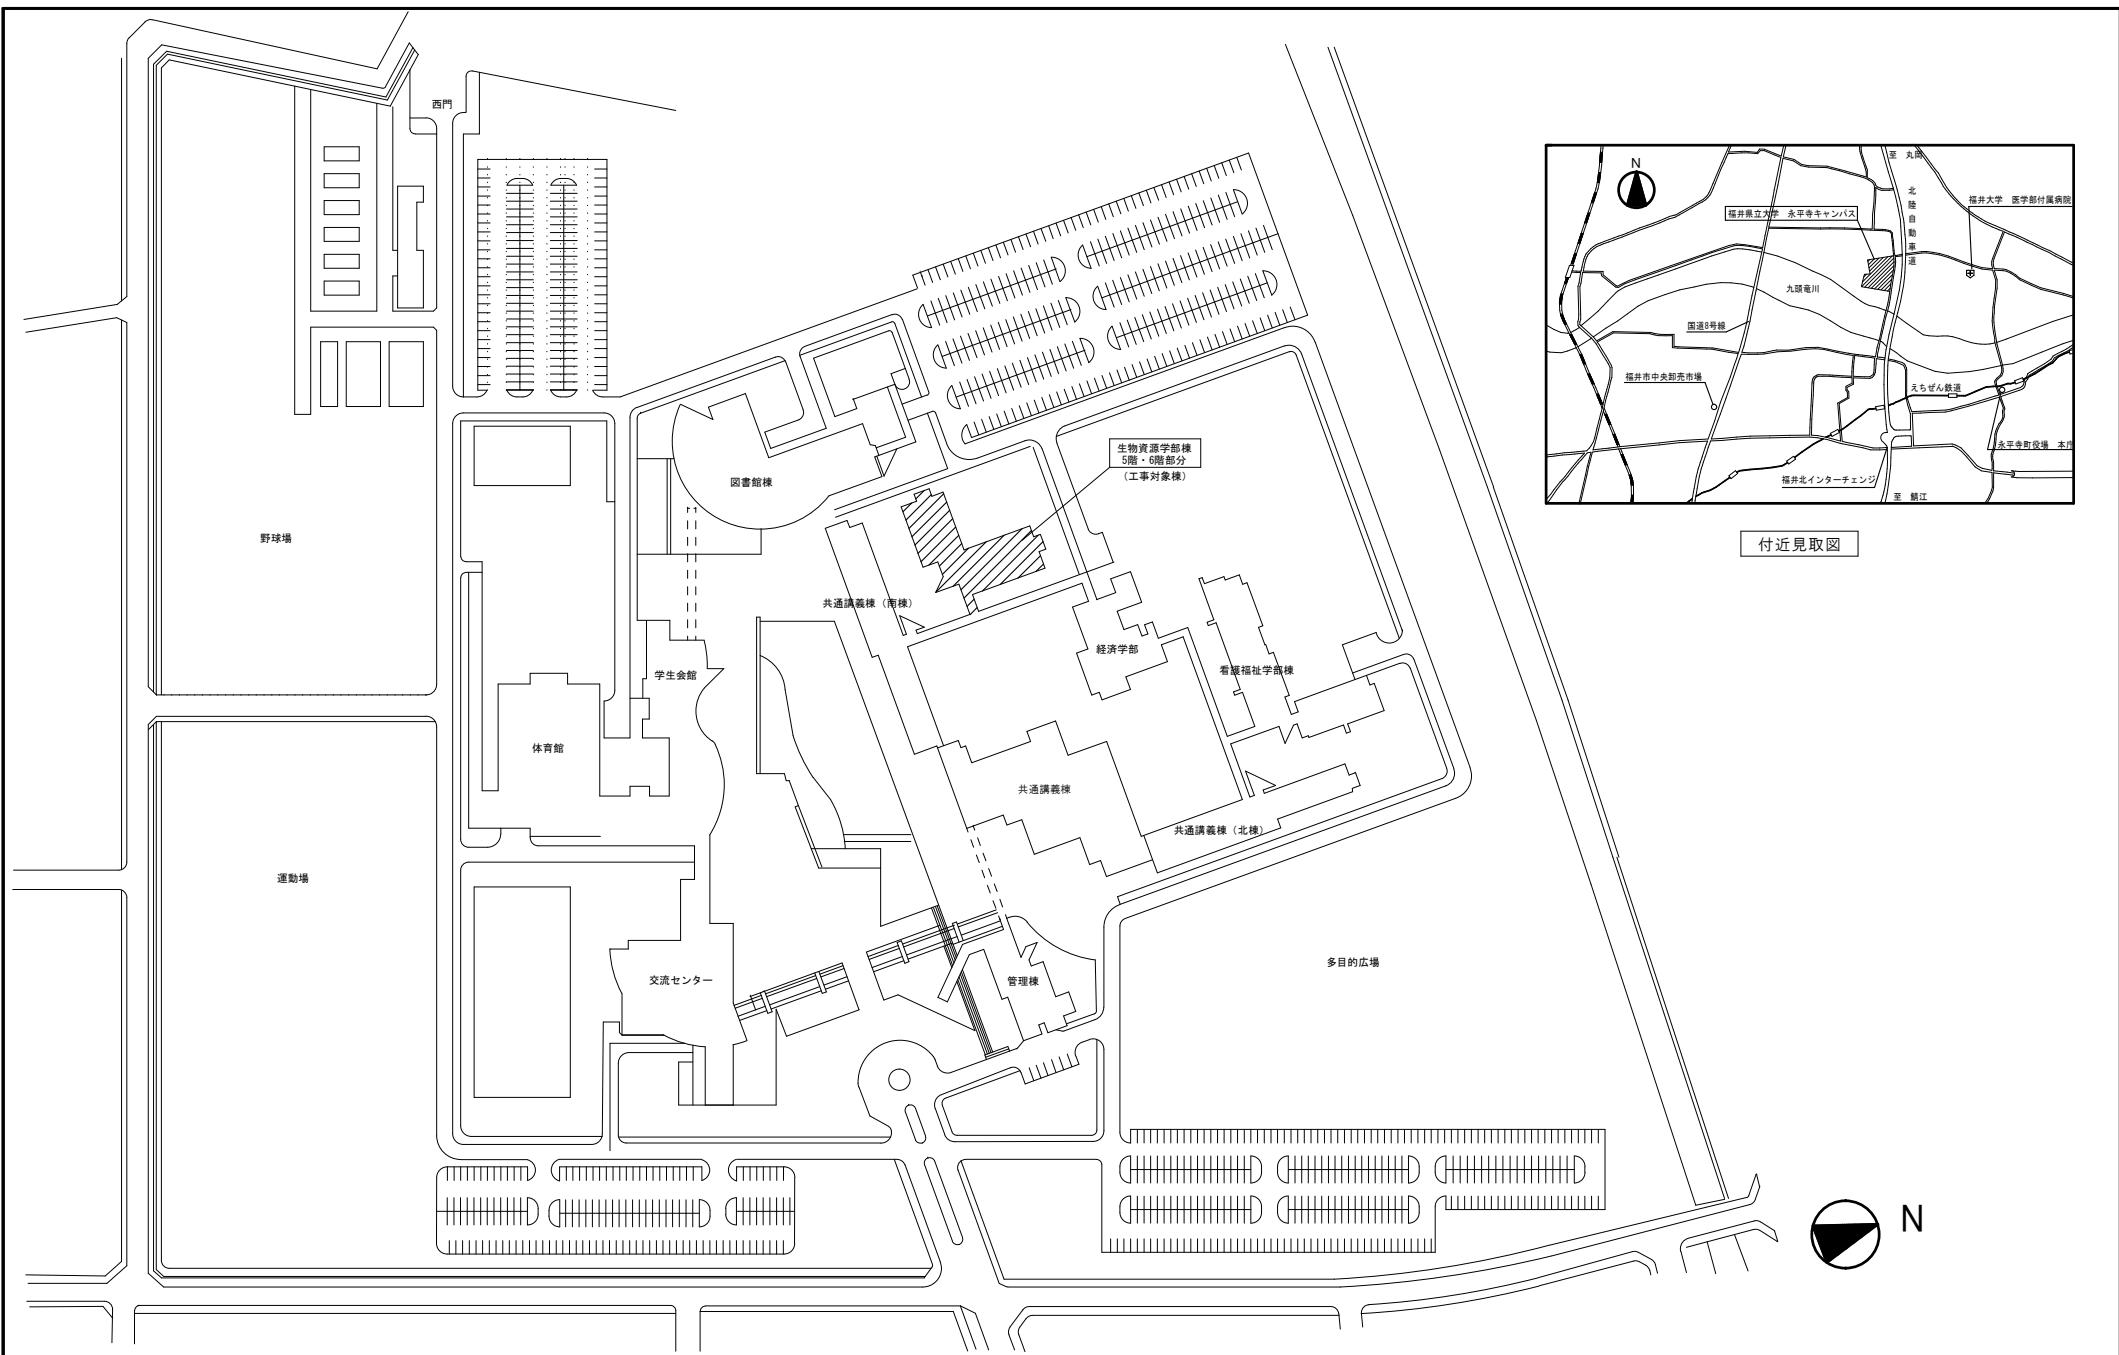 西門
N
至 丸岡
北陸自動車道
福井大学 医学部付属病院
福井県立大学 永平寺キャンパス
九頭竜川
国道8号線
福井市中央卸売市場
えちぜん鉄道
永平寺町役場 本庁
福井北インターチェンジ
至 鯖江
付近見取図
生物資源学部棟
5階・6階部分
（工事対象棟）
図書館棟
野球場
共通講義棟（南棟）
経済学部
看護福祉学部棟
学生会館
体育館
共通講義棟
共通講義棟（北棟）
運動場
多目的広場
交流センター
管理棟
N